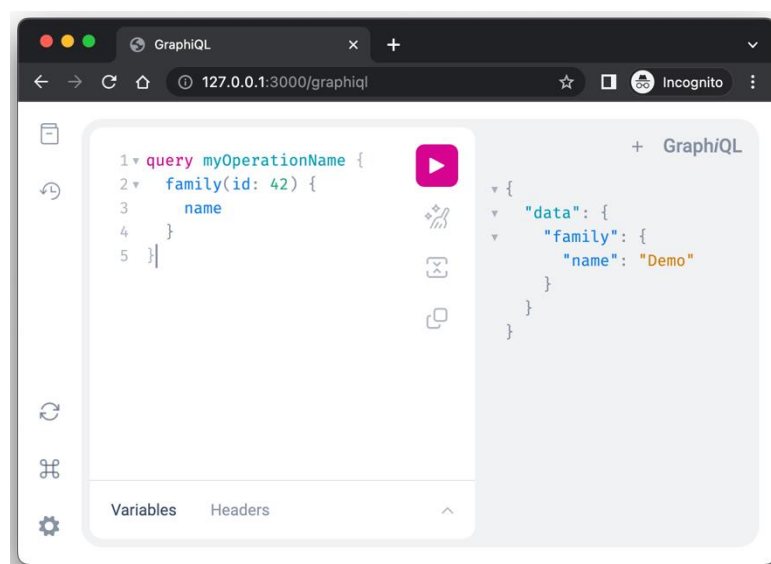 GraphiQL
127.0.0.1:3000/graphiql
Incognito
1 query myOperationName {
2   family(id: 42) {
3     name
4   }
5 }
Variables Headers
+ GraphiQL
{
  "data": {
    "family": {
      "name": "Demo"
    }
  }
}